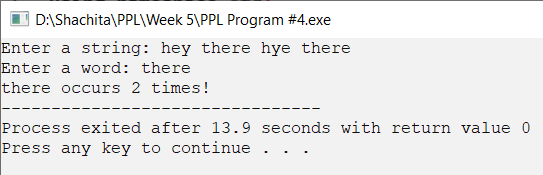 D:\Shachita\PPL\Week 5\PPL Program #4.exe
Enter a string: hey there hye there
Enter a word: there
there occurs 2 times!
--------------------------------
Process exited after 13.9 seconds with return value 0
Press any key to continue . . .